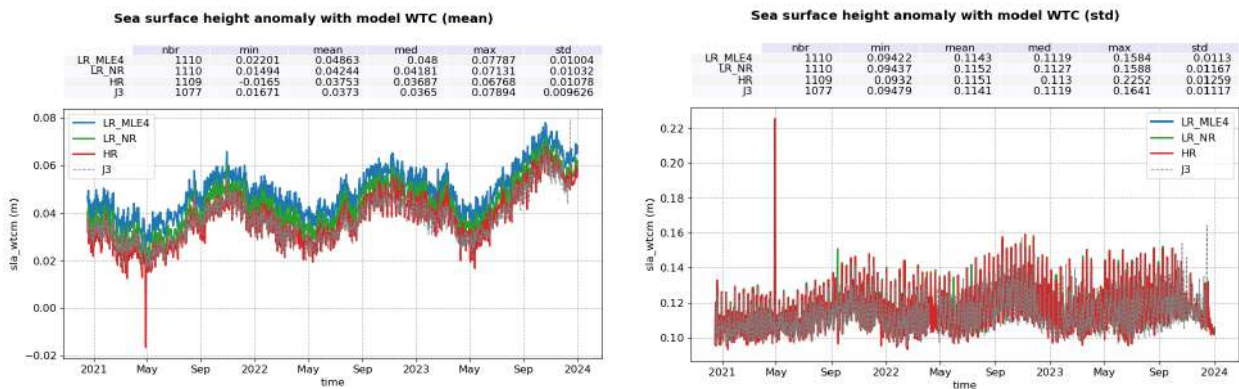 Sea surface height anomaly with model WTC (mean)
nbr min mean med max std
LR_MLE4 1110 0.02201 0.04863 0.048 0.07787 0.01004
LR_NR 1110 0.01494 0.04244 0.04181 0.07131 0.01032
HR 1109 -0.0165 0.03753 0.03687 0.06768 0.01078
J3 1077 0.01671 0.0373 0.0365 0.07894 0.009626
0.08
0.06
0.04
0.02
0.00
−0.02
sla_wtcm (m)
LR_MLE4
LR_NR
HR
J3
2021 May Sep 2022 May Sep 2023 May Sep 2024
time
Sea surface height anomaly with model WTC (std)
nbr min mean med max std
LR_MLE4 1110 0.09422 0.1143 0.1119 0.1584 0.0113
LR_NR 1110 0.09437 0.1152 0.1127 0.1588 0.01167
HR 1109 0.0932 0.1151 0.113 0.2252 0.01259
J3 1077 0.09479 0.1141 0.1119 0.1641 0.01117
0.22
0.20
0.18
0.16
0.14
0.12
0.10
sla_wtcm (m)
LR_MLE4
LR_NR
HR
J3
2021 May Sep 2022 May Sep 2023 May Sep 2024
time